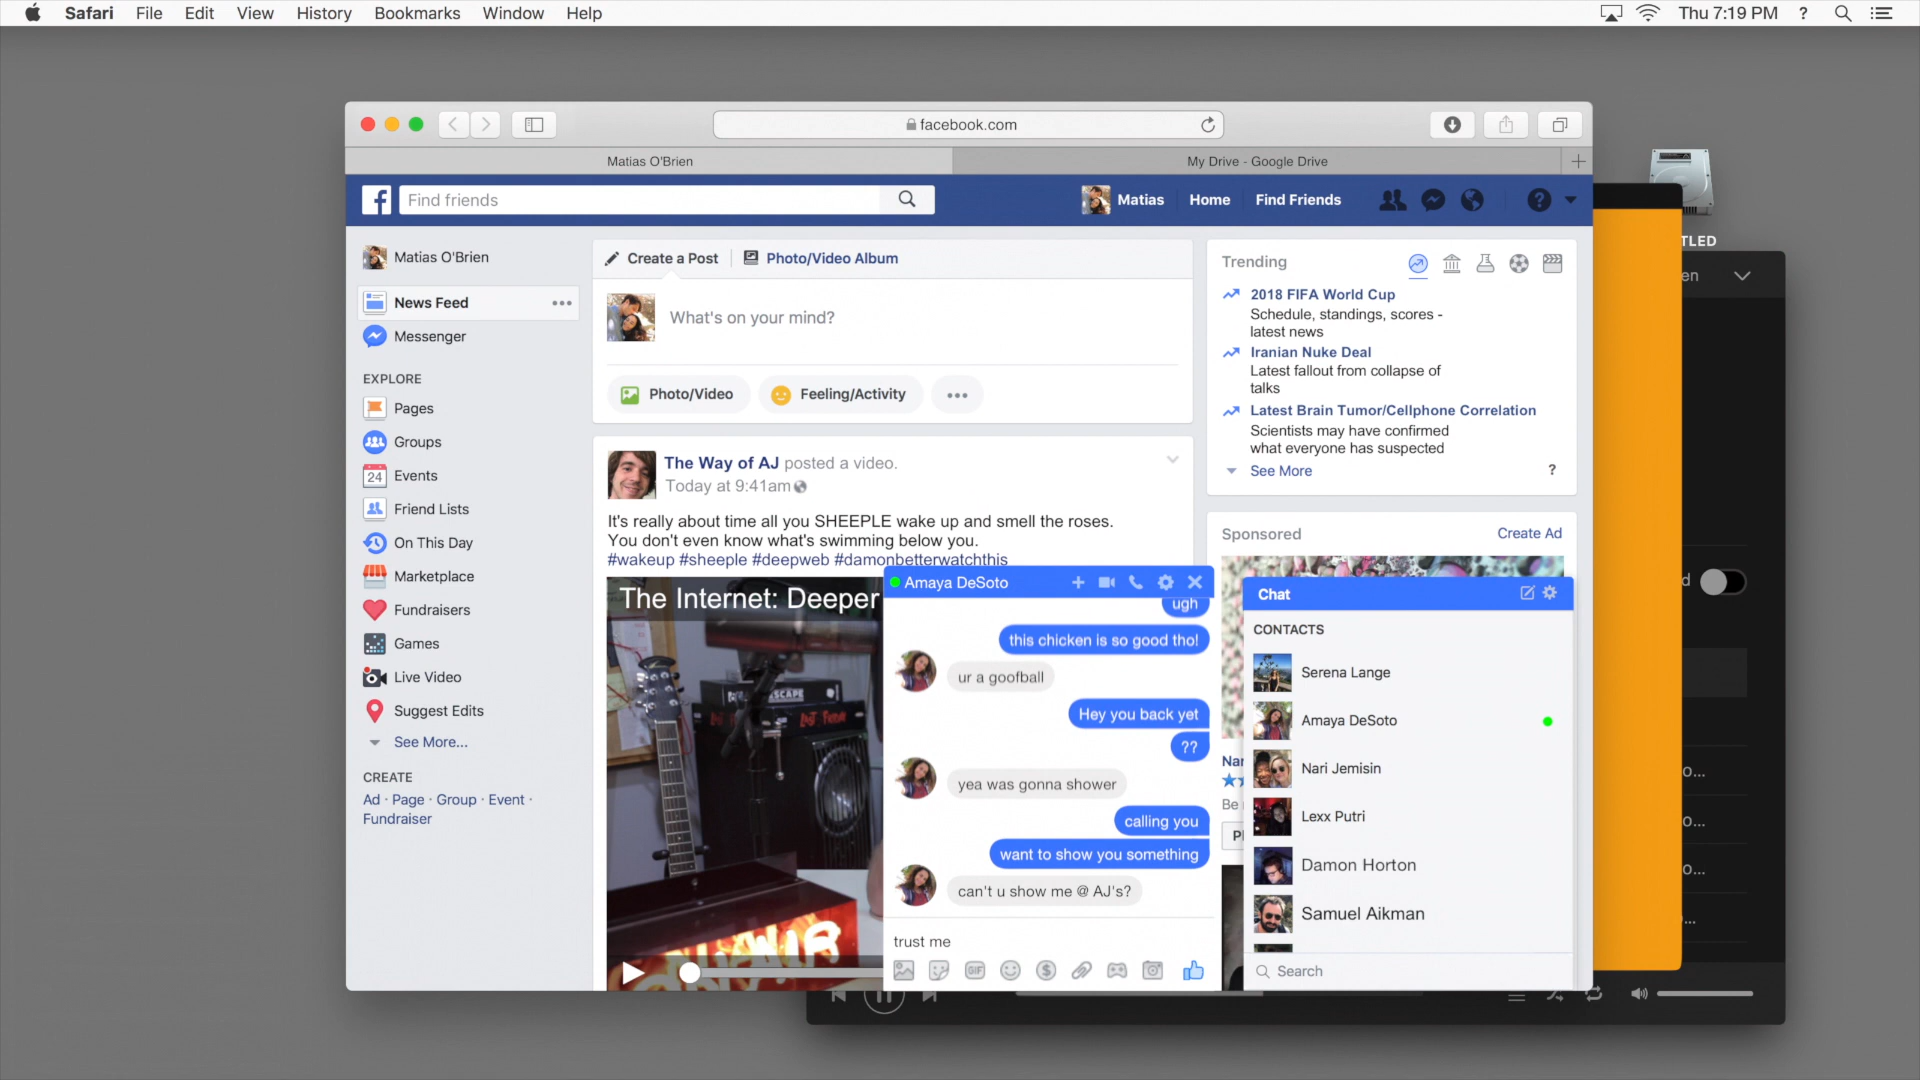 Safari File Edit View History Bookmarks Window Help
Thu 7:19 PM ?
facebook.com
Matias O'Brien
My Drive - Google Drive
Find friends
Matias Home Find Friends
?
TLED
en
Matias O'Brien
News Feed
Messenger
EXPLORE
Pages
Groups
24
Events
Friend Lists
On This Day
Marketplace
Fundraisers
Games
Live Video
Suggest Edits
See More...
CREATE
Ad · Page · Group · Event ·
Fundraiser
Create a Post
Photo/Video Album
What's on your mind?
Photo/Video
Feeling/Activity
The Way of AJ posted a video.
Today at 9:41am
It's really about time all you SHEEPLE wake up and smell the roses.
You don't even know what's swimming below you.
#wakeup #sheeple #deepweb #damonbetterwatchthis
The Internet: Deeper
Amaya DeSoto
ugh
this chicken is so good tho!
ur a goofball
Hey you back yet
??
yea was gonna shower
calling you
want to show you something
can't u show me @ AJ's?
trust me
GIF
$
Trending
2018 FIFA World Cup
Schedule, standings, scores -
latest news
Iranian Nuke Deal
Latest fallout from collapse of
talks
Latest Brain Tumor/Cellphone Correlation
Scientists may have confirmed
what everyone has suspected
See More
?
Sponsored
Create Ad
Nar
Be
P
Chat
CONTACTS
Serena Lange
Amaya DeSoto
Nari Jemisin
Lexx Putri
Damon Horton
Samuel Aikman
Search
d
o...
o...
o...
...